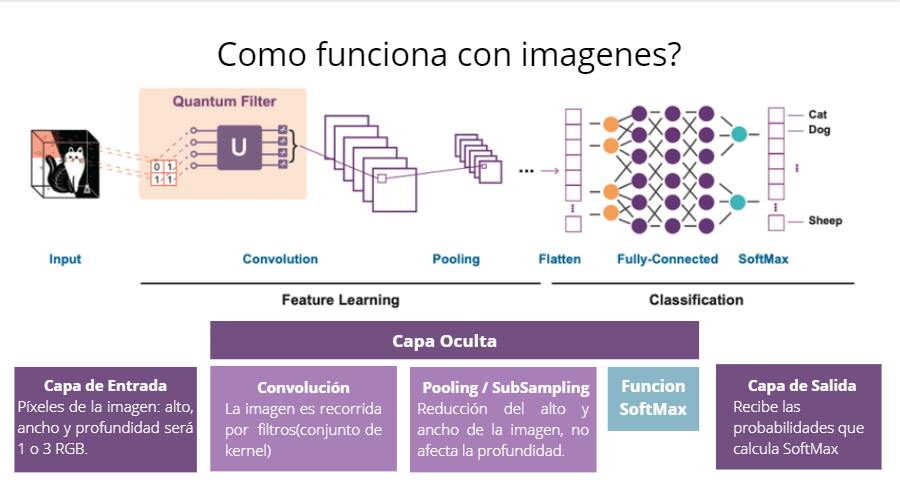 Como funciona con imagenes?
Quantum Filter
U
0 1
1 1
...
Cat
Dog
Sheep
Input
Convolution
Pooling
Flatten
Fully-Connected
SoftMax
Feature Learning
Classification
Capa Oculta
Capa de Entrada
Píxeles de la imagen: alto,
ancho y profundidad será
1 o 3 RGB.
Convolución
La imagen es recorrida
por filtros(conjunto de
kernel)
Pooling / SubSampling
Reducción del alto y
ancho de la imagen, no
afecta la profundidad.
Funcion
SoftMax
Capa de Salida
Recibe las
probabilidades que
calcula SoftMax